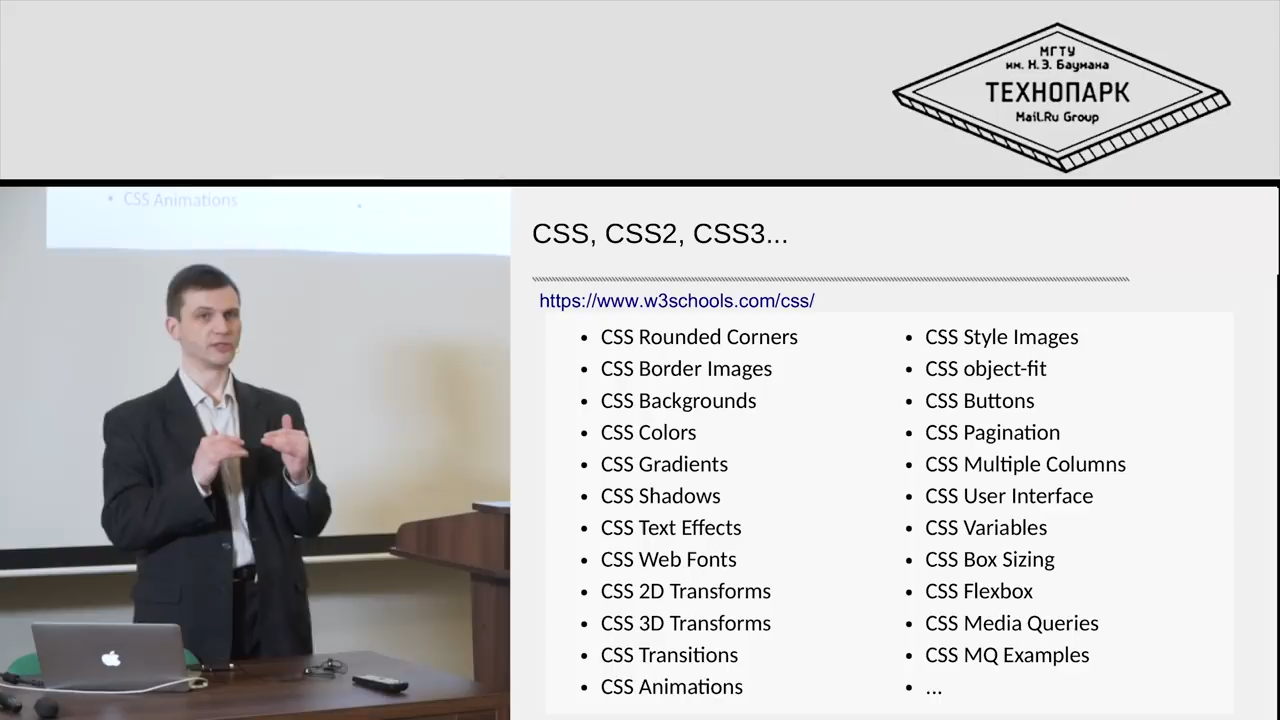 МГТУ
им. Н.Э. Баумана
ТЕХНОПАРК
Mail.Ru Group
• CSS Animations
•
CSS, CSS2, CSS3...
https://www.w3schools.com/css/
• CSS Rounded Corners
• CSS Border Images
• CSS Backgrounds
• CSS Colors
• CSS Gradients
• CSS Shadows
• CSS Text Effects
• CSS Web Fonts
• CSS 2D Transforms
• CSS 3D Transforms
• CSS Transitions
• CSS Animations
• CSS Style Images
• CSS object-fit
• CSS Buttons
• CSS Pagination
• CSS Multiple Columns
• CSS User Interface
• CSS Variables
• CSS Box Sizing
• CSS Flexbox
• CSS Media Queries
• CSS MQ Examples
• ...